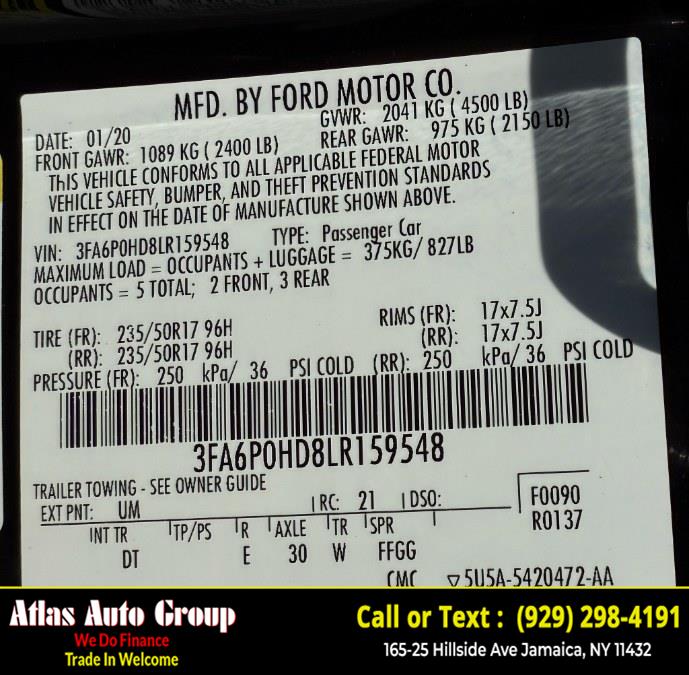 MFD. BY FORD MOTOR CO.
DATE: 01/20
GVWR: 2041 KG ( 4500 LB)
FRONT GAWR: 1089 KG ( 2400 LB)
REAR GAWR: 975 KG ( 2150 LB)
THIS VEHICLE CONFORMS TO ALL APPLICABLE FEDERAL MOTOR
VEHICLE SAFETY, BUMPER, AND THEFT PREVENTION STANDARDS
IN EFFECT ON THE DATE OF MANUFACTURE SHOWN ABOVE.
VIN: 3FA6P0HD8LR159548 TYPE: Passenger Car
MAXIMUM LOAD = OCCUPANTS + LUGGAGE = 375KG/ 827LB
OCCUPANTS = 5 TOTAL; 2 FRONT, 3 REAR
TIRE (FR): 235/50R17 96H RIMS (FR): 17x7.5J
(RR): 235/50R17 96H (RR): 17x7.5J
PRESSURE (FR): 250 kPa/ 36 PSI COLD (RR): 250 kPa/ 36 PSI COLD
3FA6P0HD8LR159548
TRAILER TOWING - SEE OWNER GUIDE
EXT PNT: UM RC: 21 DSO: F0090
INT TR TP/PS R AXLE TR SPR R0137
DT E 30 W FFGG
CMC ▽5U5A-5420472-AA
Atlas Auto Group
We Do Finance
Trade In Welcome
Call or Text : (929) 298-4191
165-25 Hillside Ave Jamaica, NY 11432